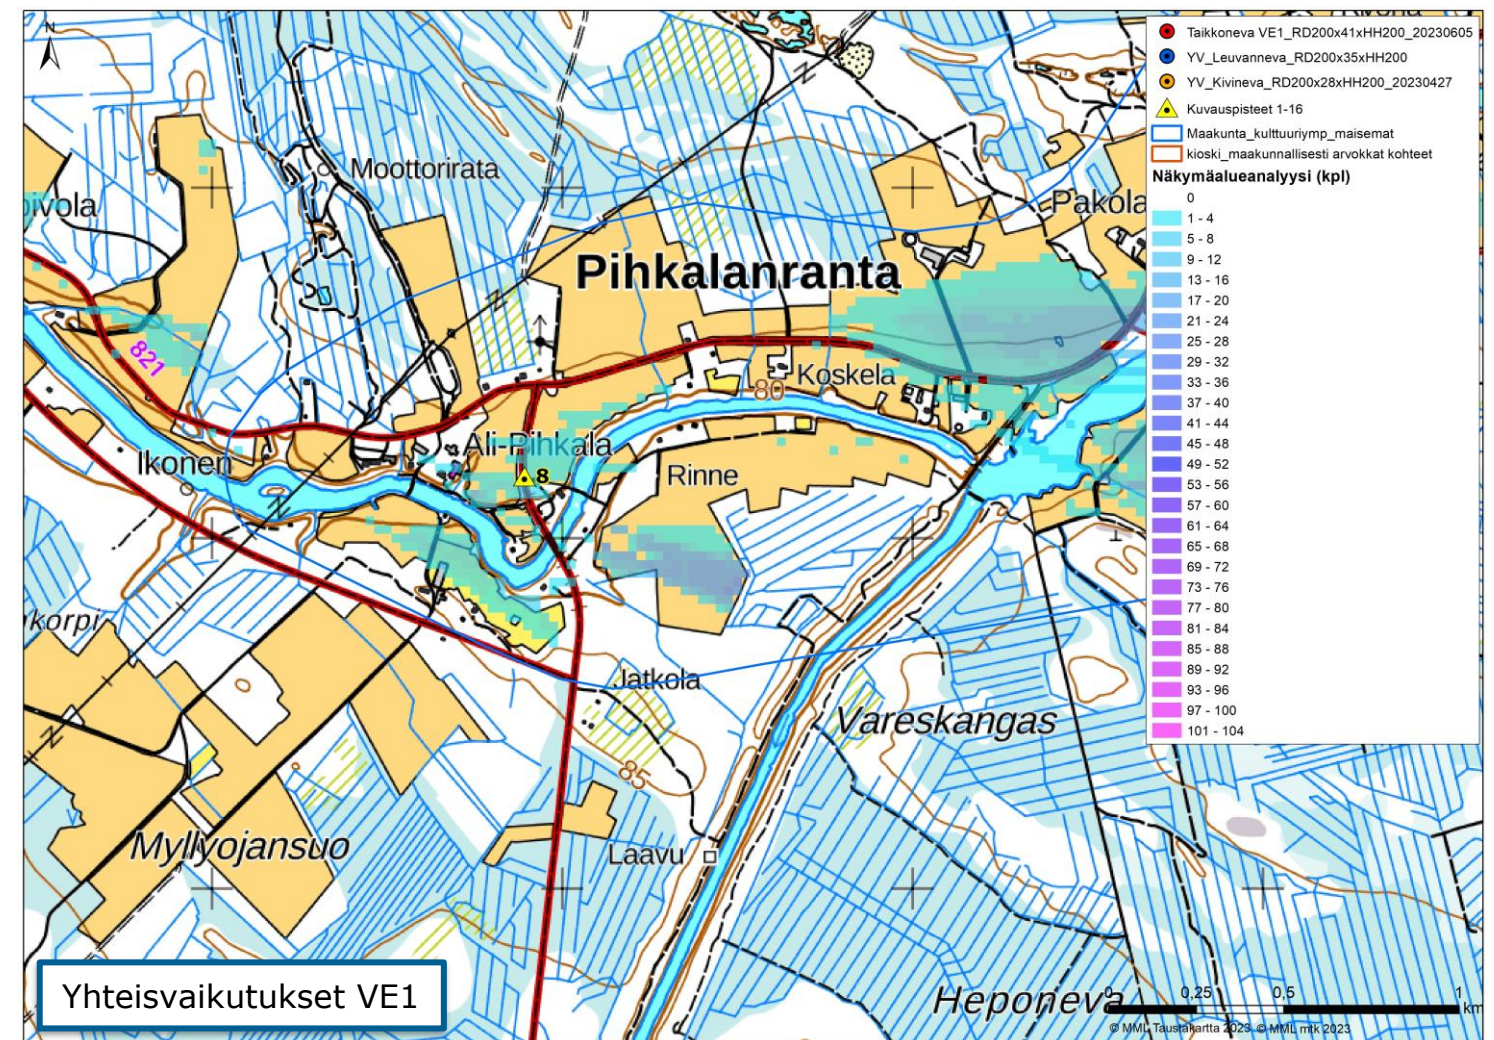 N
Moottorirata
oivola
Pakola
Pihkalanranta
821
Koskela
80
Ali-Pihkala
Ikonen
8
Rinne
korpi
Jatkola
Vareskangas
85
Myllyojansuo
Laavu
Heponeva
Yhteisvaikutukset VE1
Taikkoneva VE1_RD200x41xHH200_20230605
YV_Leuvanneva_RD200x35xHH200
YV_Kivineva_RD200x28xHH200_20230427
Kuvauspisteet 1-16
Maakunta_kulttuuriymp_maisemat
kioski_maakunnallisesti arvokkat kohteet
Näkymäalueanalyysi (kpl)
0
1 - 4
5 - 8
9 - 12
13 - 16
17 - 20
21 - 24
25 - 28
29 - 32
33 - 36
37 - 40
41 - 44
45 - 48
49 - 52
53 - 56
57 - 60
61 - 64
65 - 68
69 - 72
73 - 76
77 - 80
81 - 84
85 - 88
89 - 92
93 - 96
97 - 100
101 - 104
0 0,25 0,5 1
km
© MML Taustakartta 2023 © MML mtk 2023